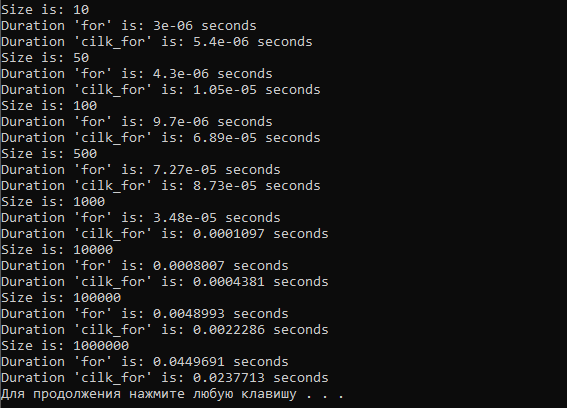 Size is: 10
Duration 'for' is: 3e-06 seconds
Duration 'cilk_for' is: 5.4e-06 seconds
Size is: 50
Duration 'for' is: 4.3e-06 seconds
Duration 'cilk_for' is: 1.05e-05 seconds
Size is: 100
Duration 'for' is: 9.7e-06 seconds
Duration 'cilk_for' is: 6.89e-05 seconds
Size is: 500
Duration 'for' is: 7.27e-05 seconds
Duration 'cilk_for' is: 8.73e-05 seconds
Size is: 1000
Duration 'for' is: 3.48e-05 seconds
Duration 'cilk_for' is: 0.0001097 seconds
Size is: 10000
Duration 'for' is: 0.0008007 seconds
Duration 'cilk_for' is: 0.0004381 seconds
Size is: 100000
Duration 'for' is: 0.0048993 seconds
Duration 'cilk_for' is: 0.0022286 seconds
Size is: 1000000
Duration 'for' is: 0.0449691 seconds
Duration 'cilk_for' is: 0.0237713 seconds
Для продолжения нажмите любую клавишу . . .